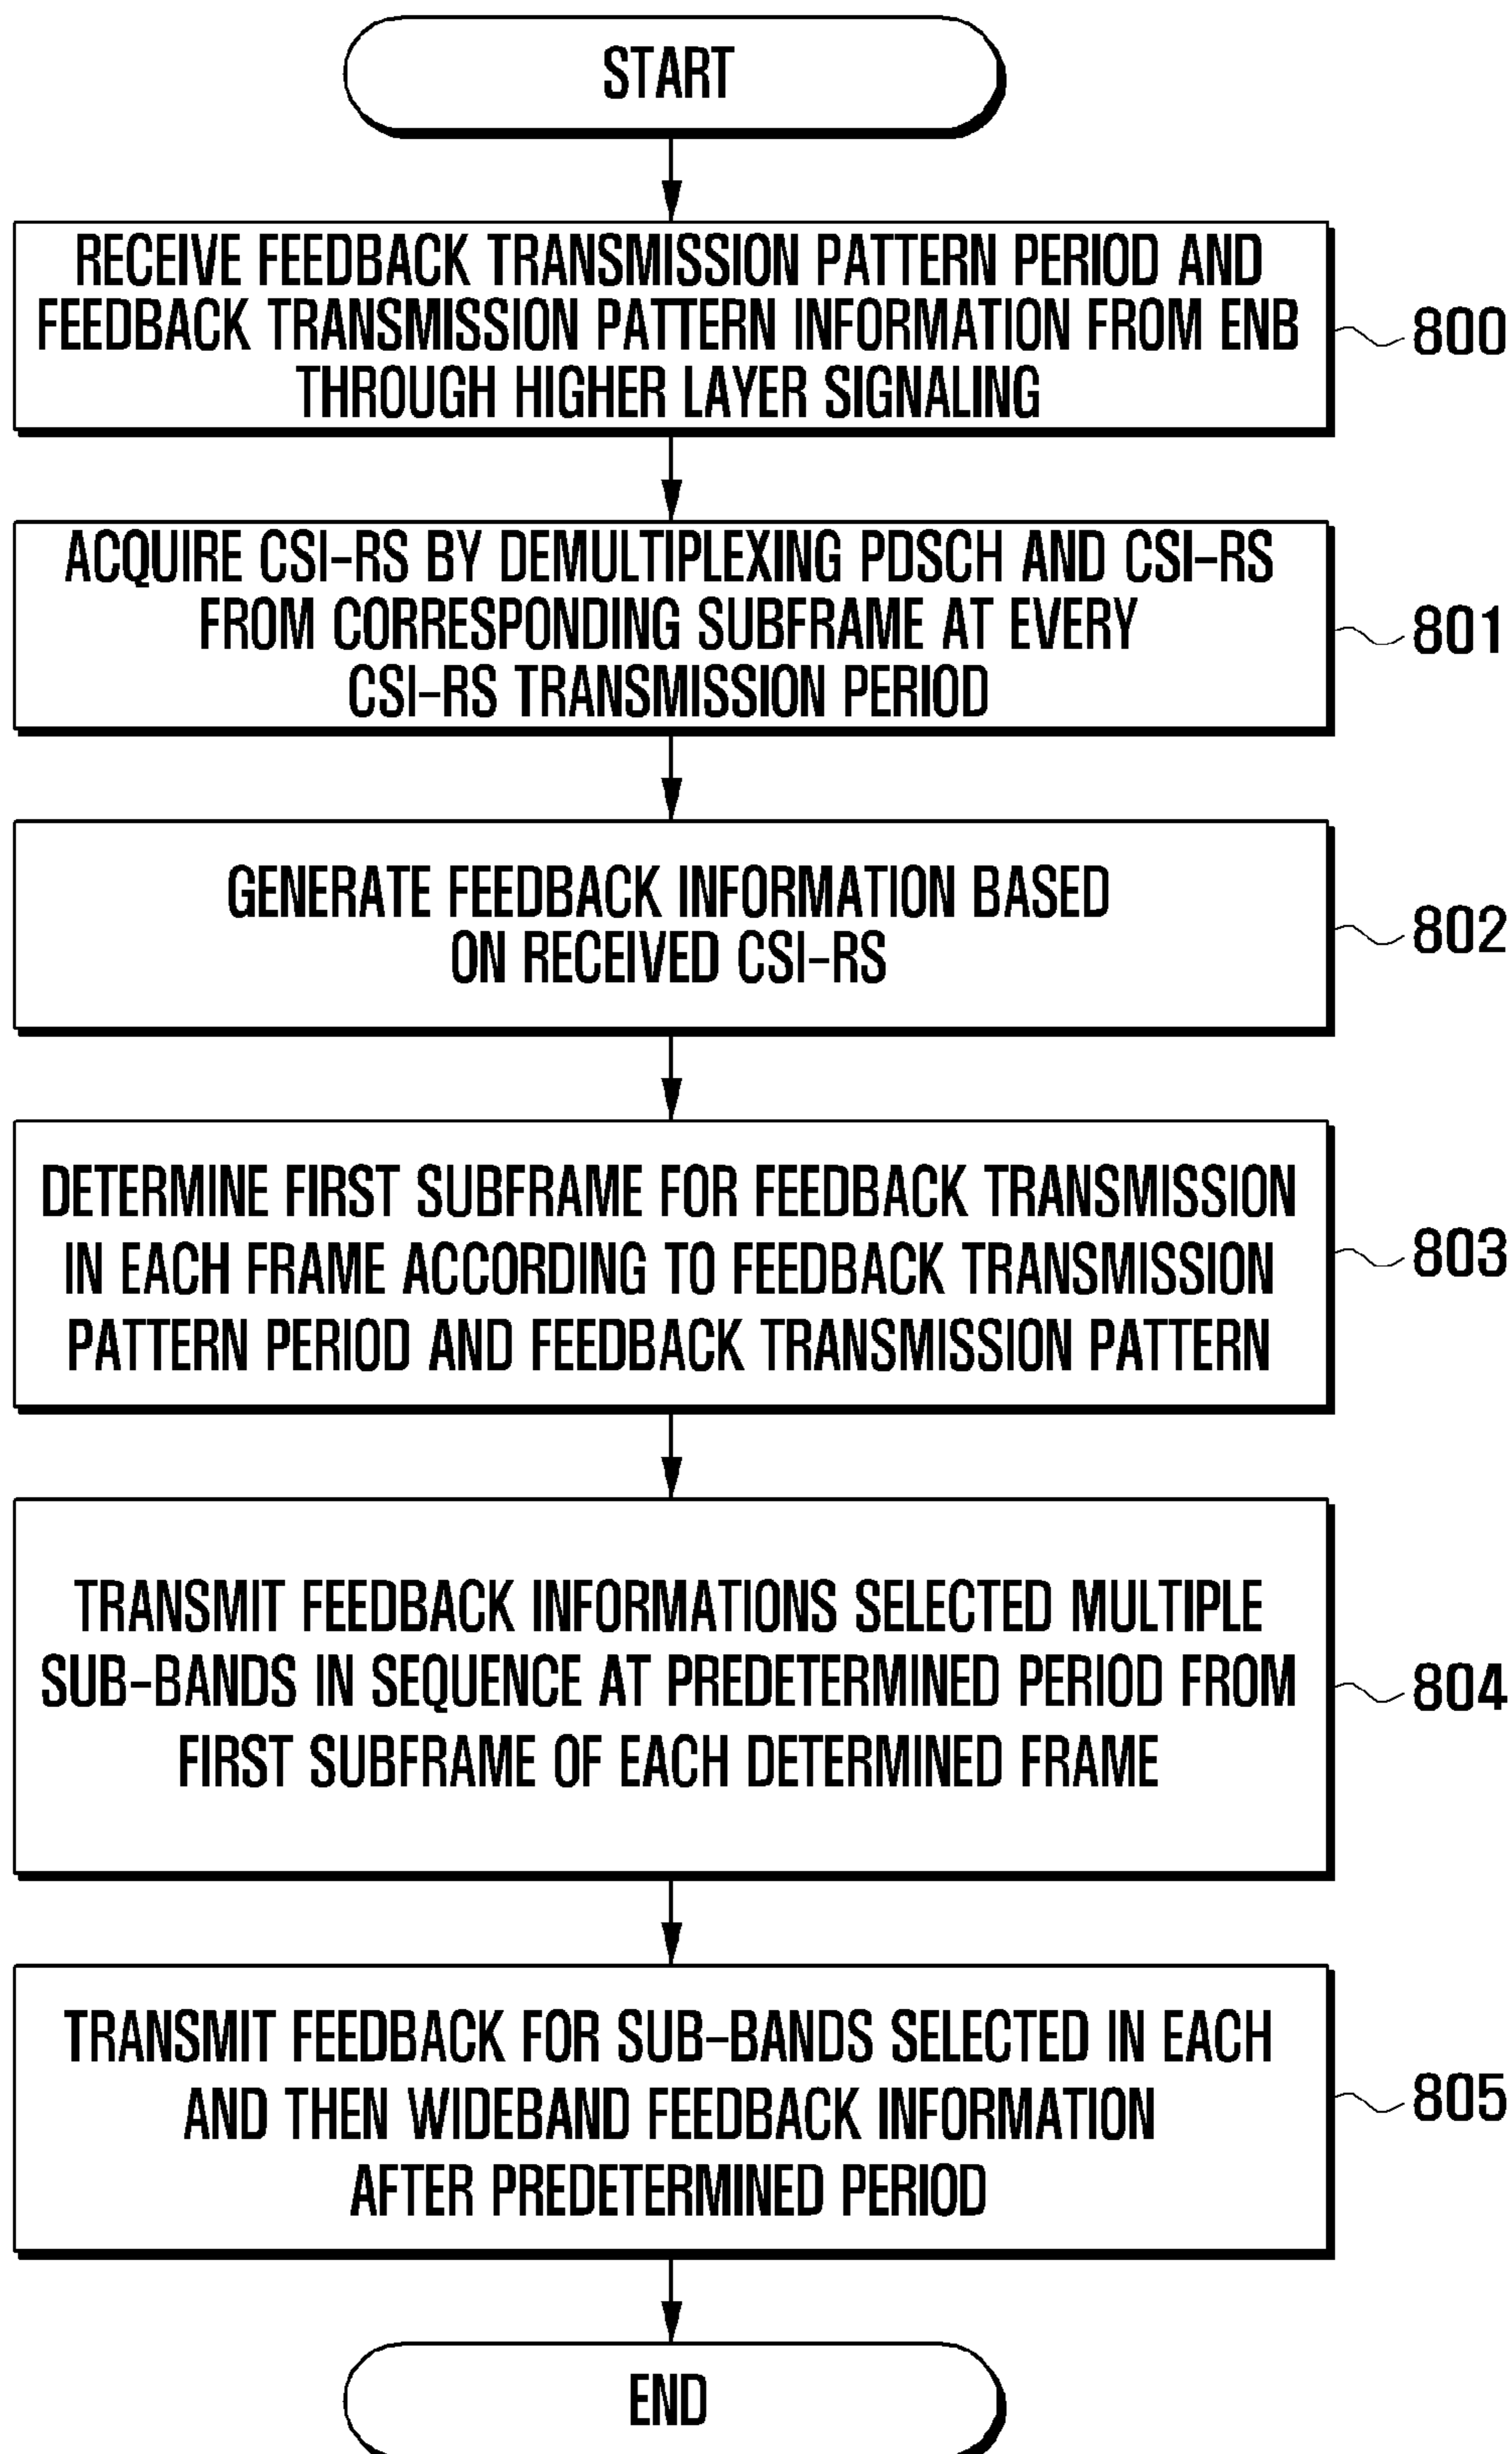 START
RECEIVE FEEDBACK TRANSMISSION PATTERN PERIOD AND
FEEDBACK TRANSMISSION PATTERN INFORMATION FROM ENB
THROUGH HIGHER LAYER SIGNALING
800
ACQUIRE CSI-RS BY DEMULTIPLEXING PDSCH AND CSI-RS
FROM CORRESPONDING SUBFRAME AT EVERY
CSI-RS TRANSMISSION PERIOD
801
GENERATE FEEDBACK INFORMATION BASED
ON RECEIVED CSI-RS
802
DETERMINE FIRST SUBFRAME FOR FEEDBACK TRANSMISSION
IN EACH FRAME ACCORDING TO FEEDBACK TRANSMISSION
PATTERN PERIOD AND FEEDBACK TRANSMISSION PATTERN
803
TRANSMIT FEEDBACK INFORMATIONS SELECTED MULTIPLE
SUB-BANDS IN SEQUENCE AT PREDETERMINED PERIOD FROM
FIRST SUBFRAME OF EACH DETERMINED FRAME
804
TRANSMIT FEEDBACK FOR SUB-BANDS SELECTED IN EACH
AND THEN WIDEBAND FEEDBACK INFORMATION
AFTER PREDETERMINED PERIOD
805
END